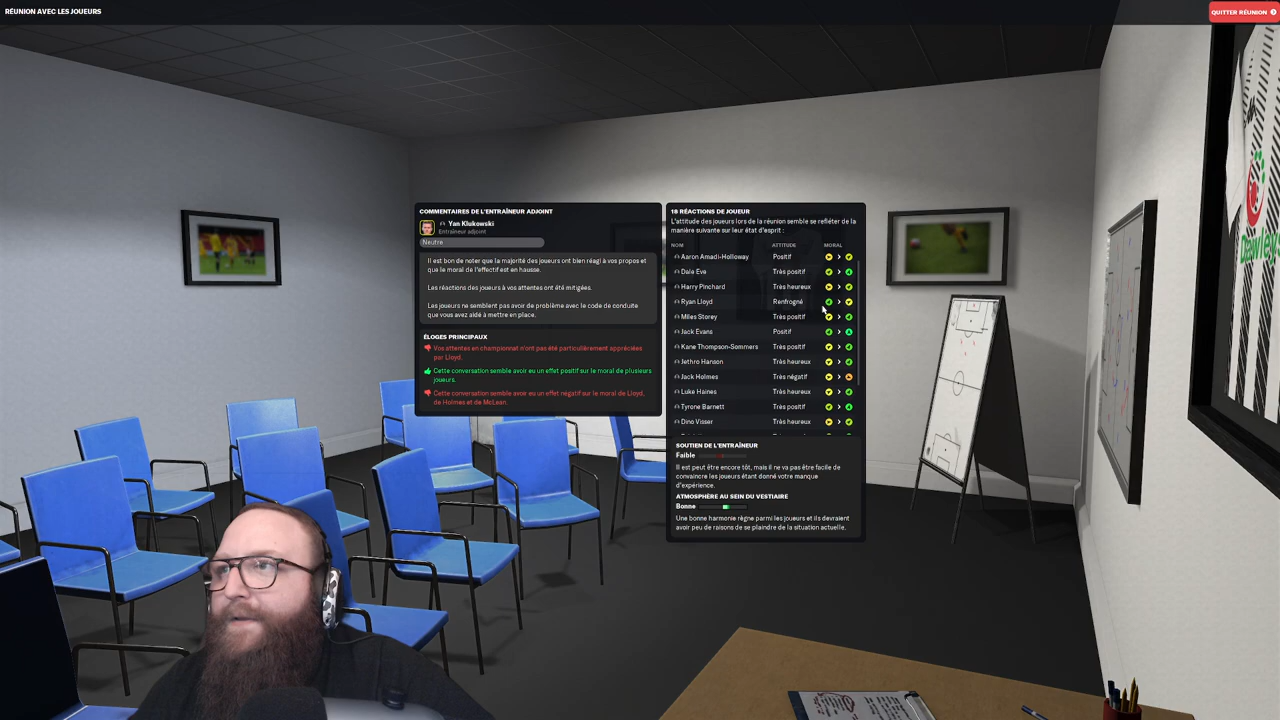 RÉUNION AVEC LES JOUEURS
QUITTER RÉUNION
COMMENTAIRES DE L'ENTRAÎNEUR ADJOINT
Yan Klukowski
Entraîneur adjoint
Neutre
Il est bon de noter que la majorité des joueurs ont bien réagi à vos propos et
que le moral de l'effectif est en hausse.
Les réactions des joueurs à vos attentes ont été mitigées.
Les joueurs ne semblent pas avoir de problème avec le code de conduite
que vous avez aidé à mettre en place.
ÉLOGES PRINCIPAUX
Vos attentes en championnat n'ont pas été particulièrement appréciées
par Lloyd.
Cette conversation semble avoir eu un effet positif sur le moral de plusieurs
joueurs.
Cette conversation semble avoir eu un effet négatif sur le moral de Lloyd,
de Holmes et de McLean.
18 RÉACTIONS DE JOUEUR
L'attitude des joueurs lors de la réunion semble se refléter de la
manière suivante sur leur état d'esprit :
NOM ATTITUDE MORAL
Aaron Amadi-Holloway Positif
Dale Eve Très positif
Harry Pinchard Très heureux
Ryan Lloyd Renfrogné
Miles Storey Très positif
Jack Evans Positif
Kane Thompson-Sommers Très positif
Jethro Hanson Très heureux
Jack Holmes Très négatif
Luke Haines Très heureux
Tyrone Barnett Très positif
Dino Visser Très heureux
SOUTIEN DE L'ENTRAÎNEUR
Faible
Il est peut être encore tôt, mais il ne va pas être facile de
convaincre les joueurs étant donné votre manque
d'expérience.
ATMOSPHÈRE AU SEIN DU VESTIAIRE
Bonne
Une bonne harmonie règne parmi les joueurs et ils devraient
avoir peu de raisons de se plaindre de la situation actuelle.